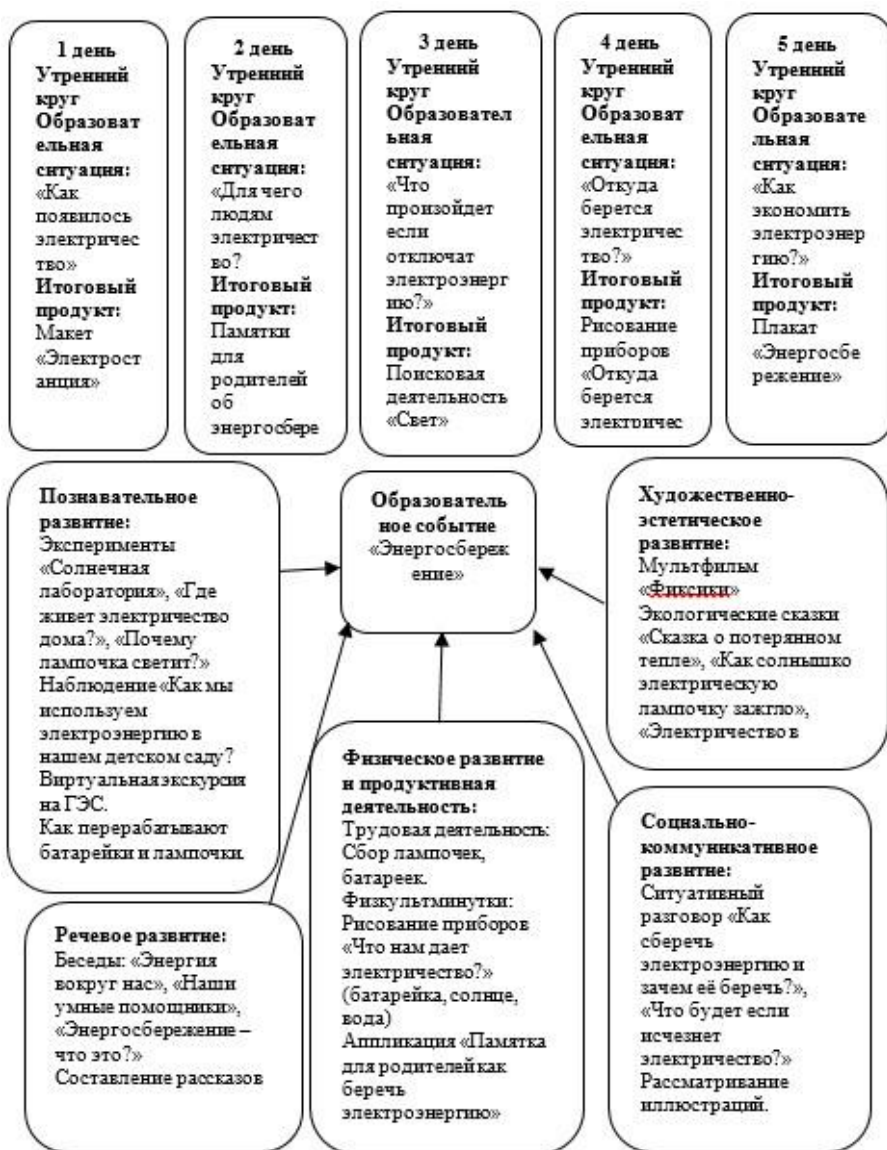 1 день
Утренний
круг
Образоват
ельная
ситуация:
«Как
появилось
электричес
тво»
Итоговый
продукт:
Макет
«Электрост
анция»
2 день
Утренний
круг
Образоват
ельная
ситуация:
«Для чего
людям
электричест
во?
Итоговый
продукт:
Памятки
для
родителей
об
энергосбере
3 день
Утренний
круг
Образовател
ьная
ситуация:
«Что
произойдет
если
отключат
электроэнерг
ию?»
Итоговый
продукт:
Поисковая
деятельность
«Свет»
4 день
Утренний
круг
Образовател
ьная
ситуация:
«Откуда
берется
электричес
тво?»
Итоговый
продукт:
Рисование
приборов
«Откуда
берется
электричес
5 день
Утренний
круг
Образовате
льная
ситуация:
«Как
экономить
электроэнер
гию?»
Итоговый
продукт:
Плакат
«Энергосбе
режение»
Познавательное
развитие:
Эксперименты
«Солнечная
лаборатория», «Где
живет электричество
дома?», «Почему
лампочка светит?»
Наблюдение «Как мы
используем
электроэнергию в
нашем детском саду?
Виртуальная экскурсия
на ГЭС.
Как перерабатывают
батарейки и лампочки.
Образователь
ное событие
«Энергосбереж
ение»
Художественно-
эстетическое
развитие:
Мультфильм
«Фиксики»
Экологические сказки
«Сказка о потерянном
тепле», «Как солнышко
электрическую
лампочку зажгло»,
«Электричество в
Речевое развитие:
Беседы: «Энергия
вокруг нас», «Наши
умные помощники»,
«Энергосбережение –
что это?»
Составление рассказов
Физическое развитие
и продуктивная
деятельность:
Трудовая деятельность:
Сбор лампочек,
батареек.
Физкультминутки:
Рисование приборов
«Что нам дает
электричество?»
(батарейка, солнце,
вода)
Аппликация «Памятка
для родителей как
беречь
электроэнергию»
Социально-
коммуникативное
развитие:
Ситуативный
разговор «Как
сберечь
электроэнергию и
зачем её беречь?»,
«Что будет если
исчезнет
электричество?»
Рассматривание
иллюстраций.